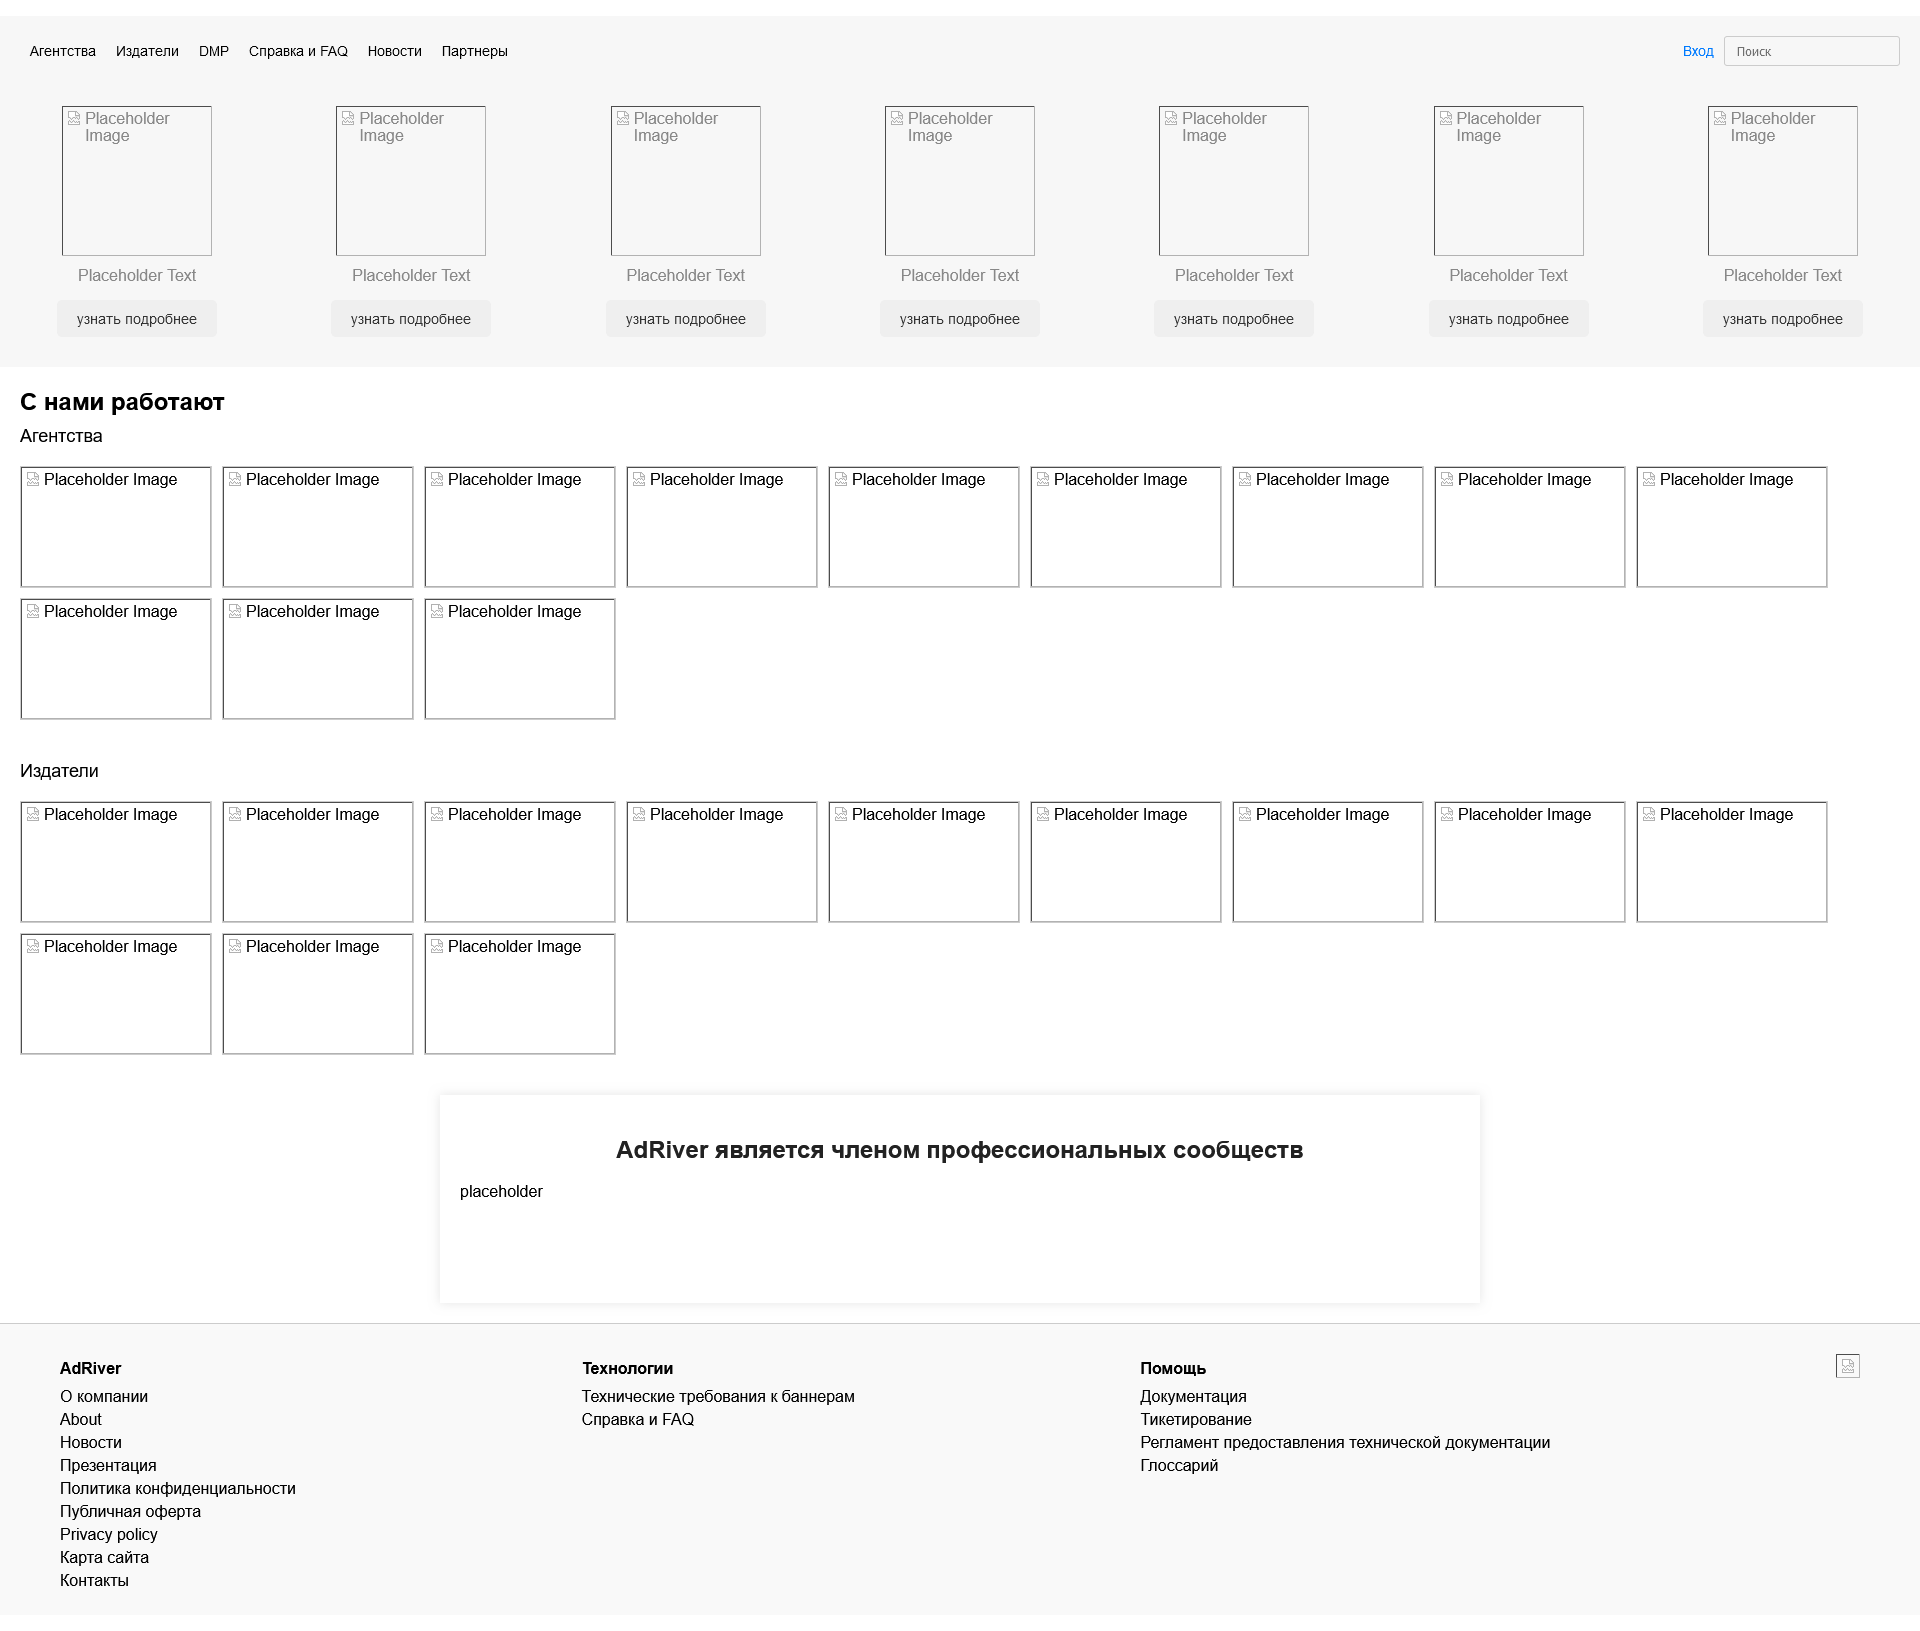 Агентства Издатели DMP Справка и FAQ Новости Партнеры Вход Поиск
Placeholder Placeholder Placeholder Placeholder Placeholder Placeholder Placeholder
Image Image Image Image Image Image Image
Placeholder Text Placeholder Text Placeholder Text Placeholder Text Placeholder Text Placeholder Text Placeholder Text
узнать подробнее узнать подробнее узнать подробнее узнать подробнее узнать подробнее узнать подробнее узнать подробнее
С нами работают
Агентства
Placeholder Image Placeholder Image Placeholder Image Placeholder Image Placeholder Image Placeholder Image Placeholder Image Placeholder Image Placeholder Image
Placeholder Image Placeholder Image Placeholder Image
Издатели
Placeholder Image Placeholder Image Placeholder Image Placeholder Image Placeholder Image Placeholder Image Placeholder Image Placeholder Image Placeholder Image
Placeholder Image Placeholder Image Placeholder Image
AdRiver является членом профессиональных сообществ
placeholder
AdRiver
О компании
About
Новости
Презентация
Политика конфиденциальности
Публичная оферта
Privacy policy
Карта сайта
Контакты
Технологии
Технические требования к баннерам
Справка и FAQ
Помощь
Документация
Тикетирование
Регламент предоставления технической документации
Глоссарий